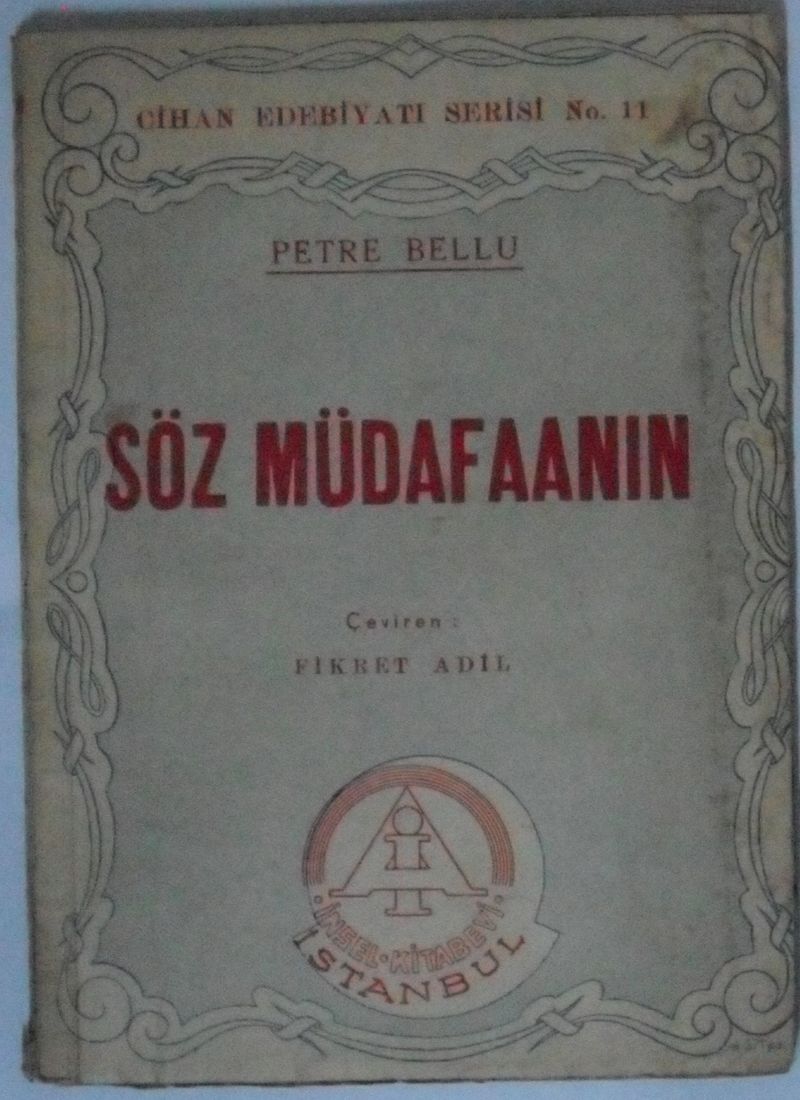 CİHAN EDEBİYATI SERİSİ No. 11
PETRE BELLU
SÖZ MÜDAFAANIN
Çeviren :
FİKRET ADİL
İNSEL • KİTABEVİ
İSTANBUL